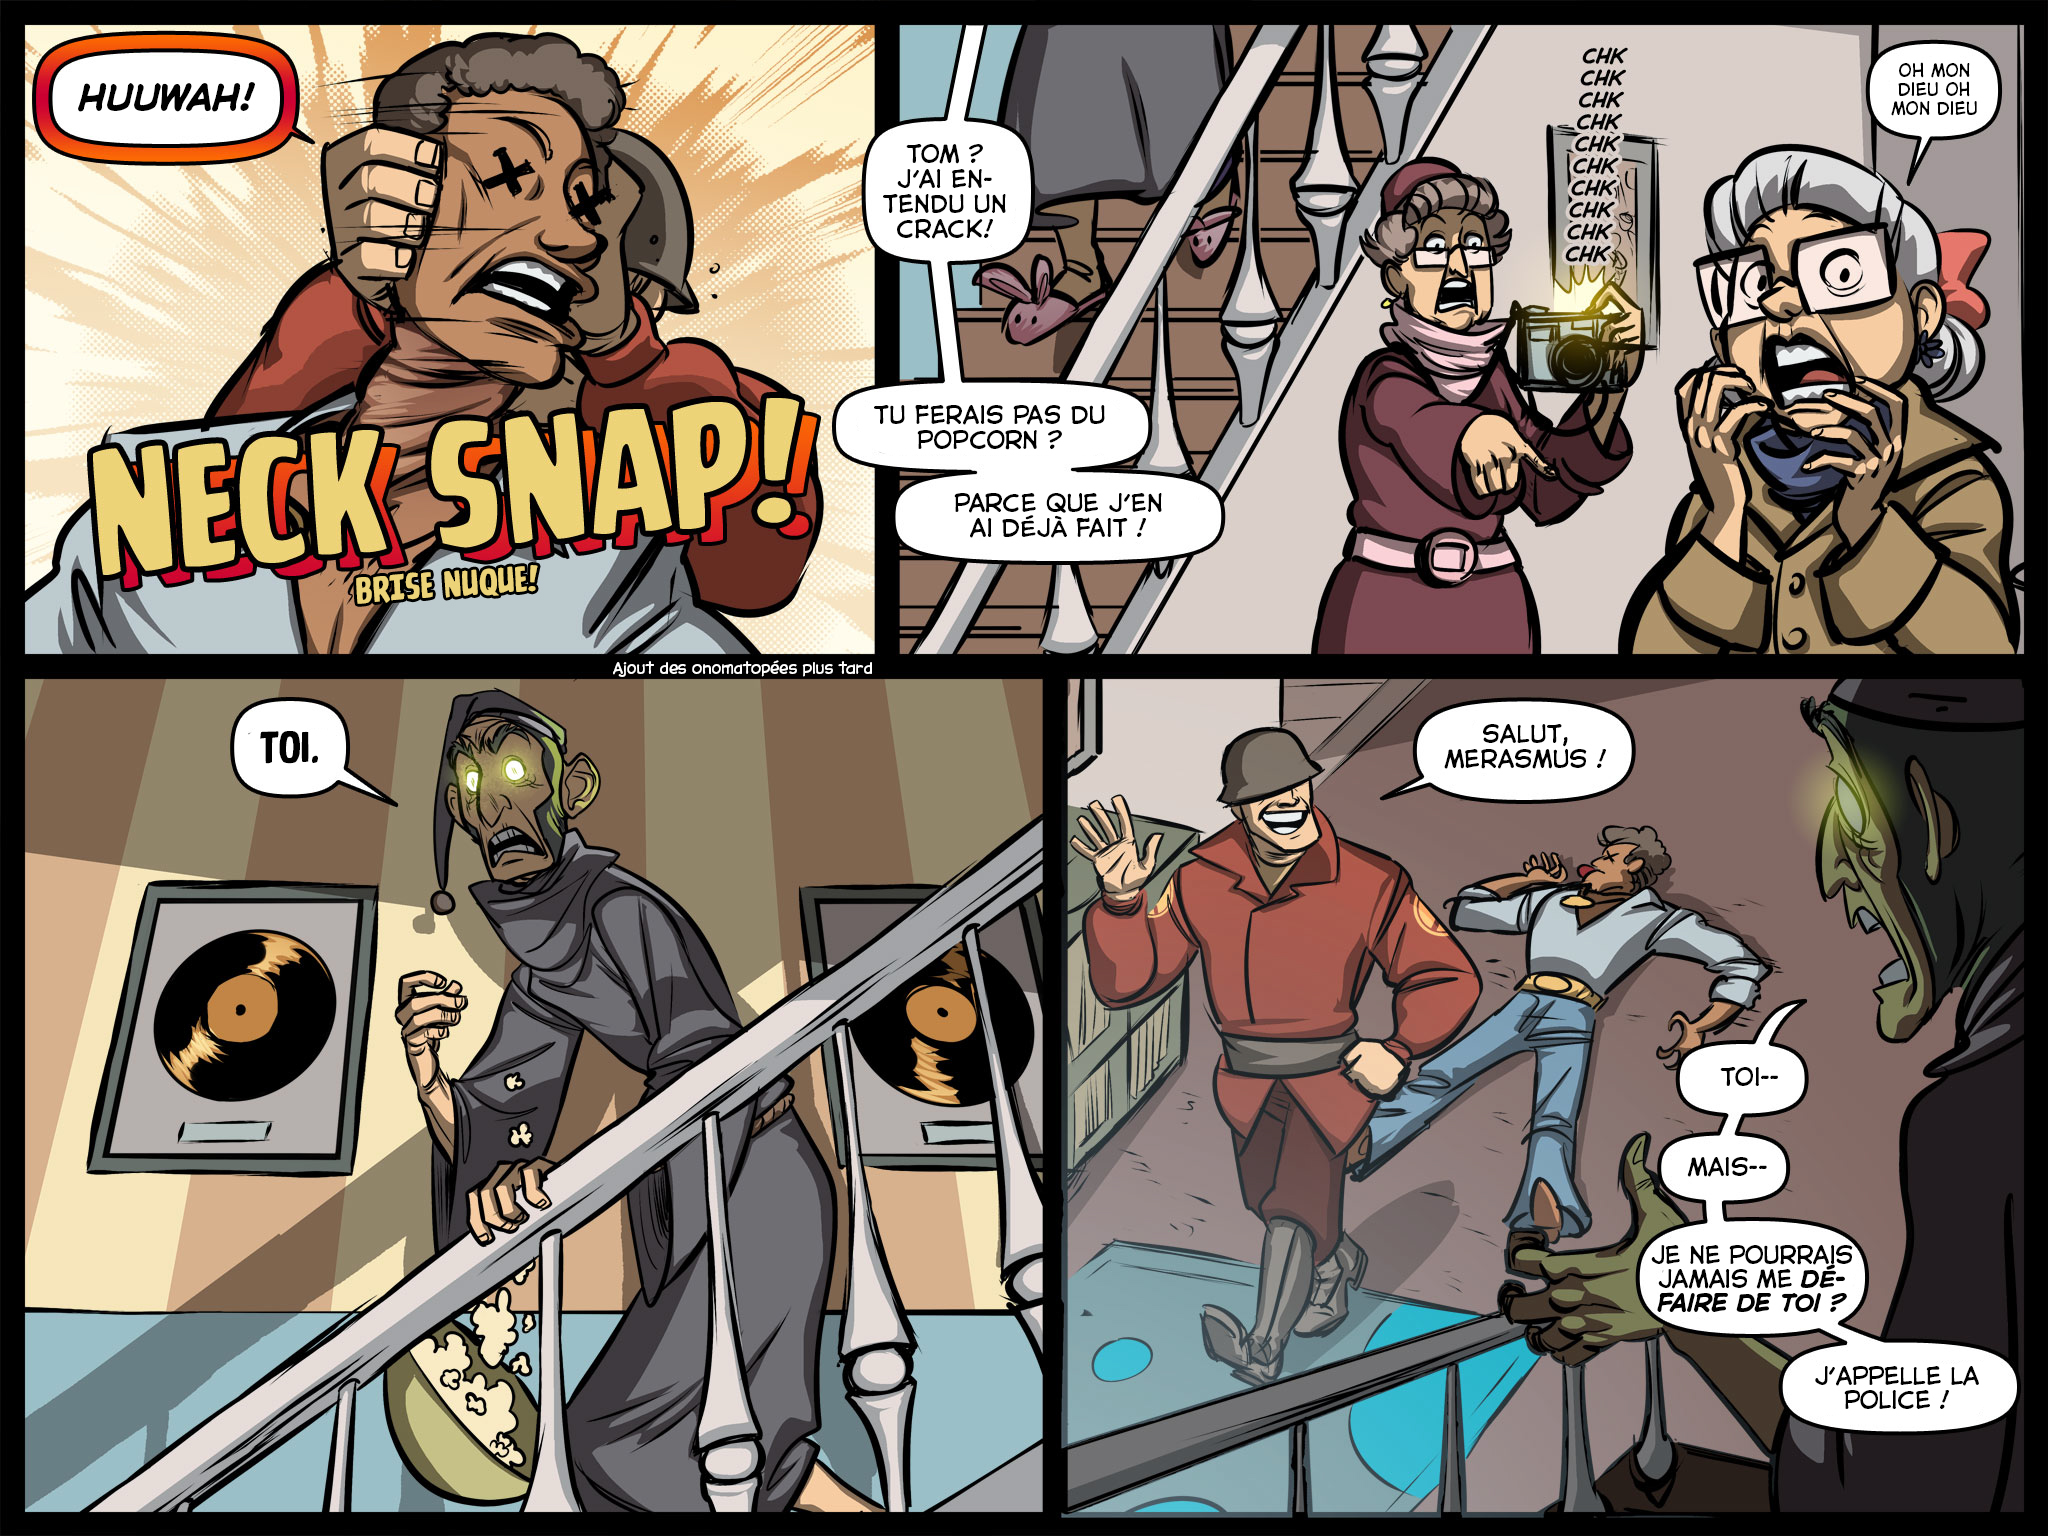 HUUWAH!
NECK SNAP!
BRISE NUQUE!
TOM ?
J'AI EN-
TENDU UN
CRACK!
TU FERAIS PAS DU
POPCORN ?
PARCE QUE J'EN
AI DÉJÀ FAIT !
CHK
CHK
CHK
CHK
CHK
CHK
CHK
CHK
CHK
CHK
OH MON
DIEU OH
MON DIEU
Ajout des onomatopées plus tard
TOI.
SALUT,
MERASMUS !
TOI--
MAIS--
JE NE POURRAIS
JAMAIS ME DÉ-
FAIRE DE TOI ?
J'APPELLE LA
POLICE !